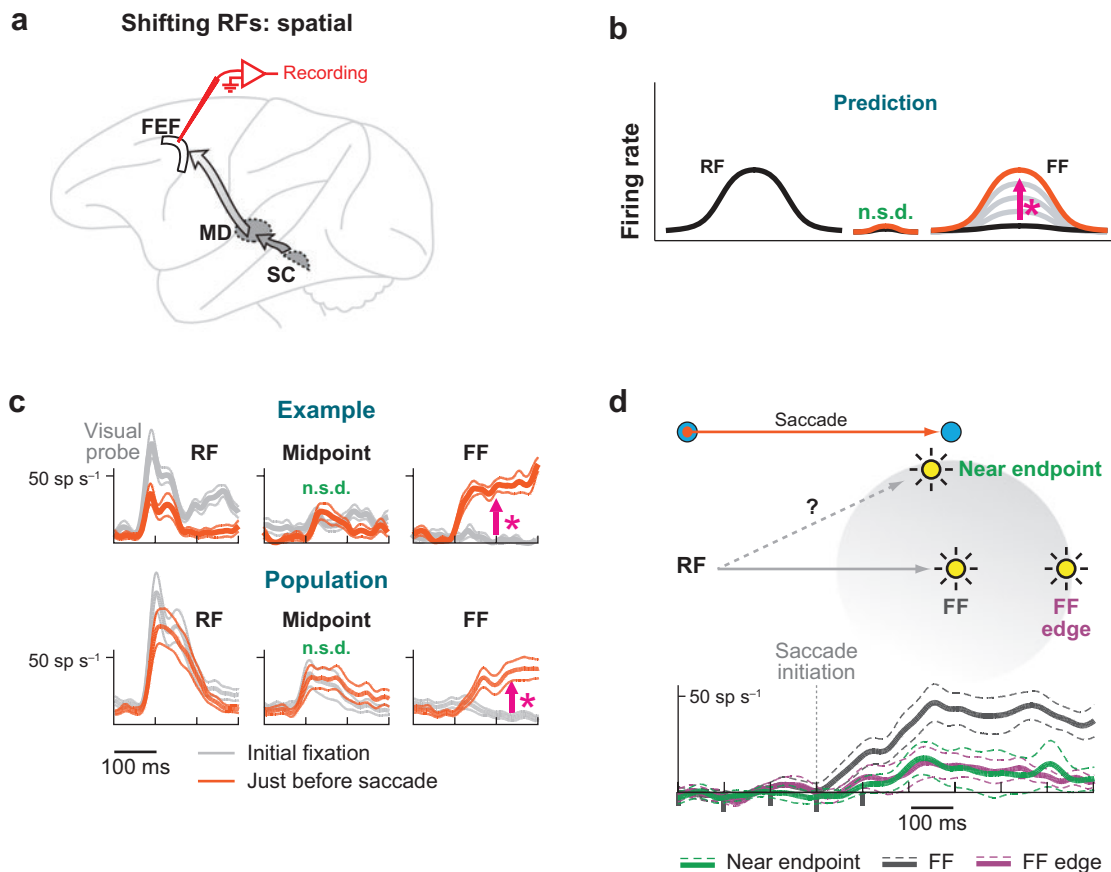 a
Shifting RFs: spatial
Recording
FEF
MD
SC
b
Prediction
Firing rate
RF
n.s.d.
FF
*
c
Example
Visual
probe
RF
Midpoint
FF
50 sp s⁻¹
n.s.d.
*
Population
RF
Midpoint
FF
50 sp s⁻¹
n.s.d.
*
100 ms
Initial fixation
Just before saccade
d
Saccade
Near endpoint
?
RF
FF
FF
edge
Saccade
initiation
50 sp s⁻¹
100 ms
Near endpoint
FF
FF edge